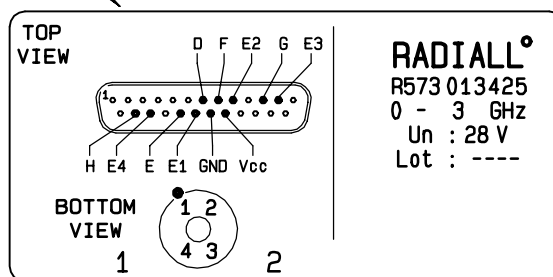 TOP VIEW
D F E2 G E3
1
H E4 E E1 GND Vcc
BOTTOM VIEW
1 2
4 3
1 2
RADIALL°
R573 013425
0 - 3 GHz
Un : 28 V
Lot : ----